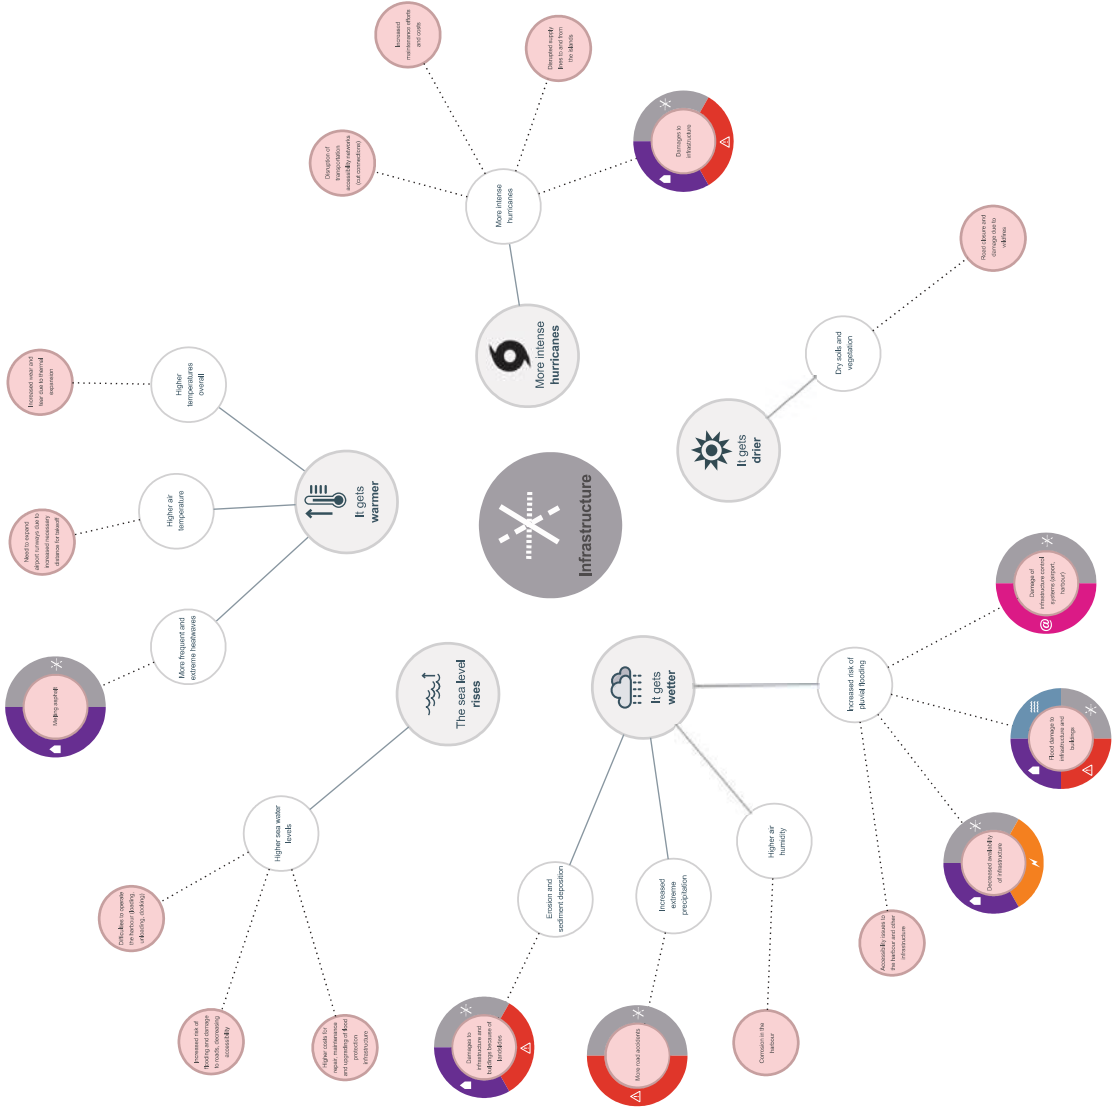 Infrastructure
More intense
hurricanes
More intense
hurricanes
Disruption of
transportation
accessibility networks
(cut connections)
Increased
maintenance efforts
and costs
Disrupted supply
lines to and from
the islands
Damages to
infrastructure
It gets
drier
Dry soils and
vegetation
Road closure and
damage due to
wildfires
It gets
wetter
Increased risk of
pluvial flooding
Damage of
infrastructure control
systems (airport,
harbour)
@
Flood damage to
infrastructure and
buildings
Decreased availability
of infrastructure
Accessibility issues to
the harbour and other
infrastructure
Higher air
humidity
Corrosion in the
harbour
Increased
extreme
precipitation
More road accidents
Erosion and
sediment deposition
Damages to
infrastructure and
buildings because of
landslides
The sea level
rises
Higher sea water
levels
Higher costs for
repair, maintenance
and upgrading of flood
protection
infrastructure
Increased risk of
flooding and damage
to roads, decreasing
accessibility
Difficulties to operate
the harbour (loading,
unloading, docking)
It gets
warmer
More frequent and
extreme heatwaves
Melting asphalt
Higher air
temperature
Need to expand
airport runways due to
increased necessary
distance for takeoff
Higher
temperatures
overall
Increased wear and
tear due to thermal
expansion